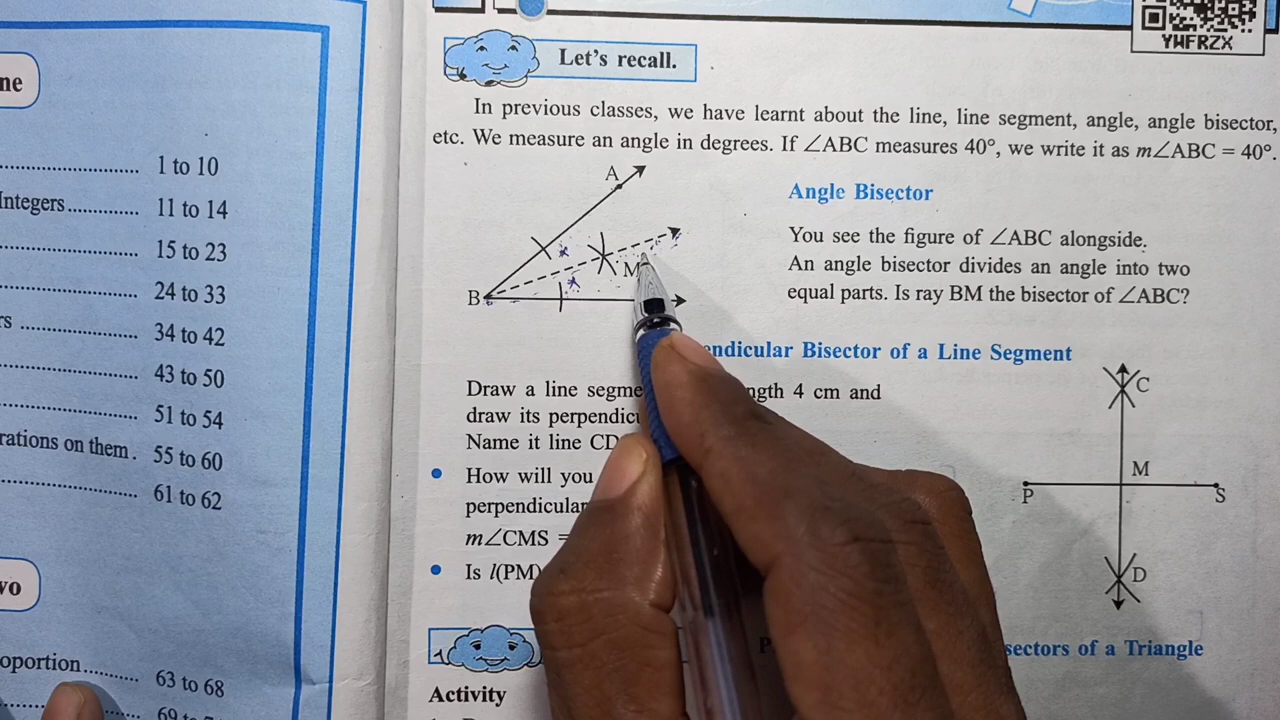 ne
1 to 10
Integers.............. 11 to 14
15 to 23
24 to 33
rs ..................... 34 to 42
43 to 50
51 to 54
rations on them. 55 to 60
61 to 62
vo
oportion......... 63 to 68
YWFRZX
Let's recall.
In previous classes, we have learnt about the line, line segment, angle, angle bisector,
etc. We measure an angle in degrees. If ∠ABC measures 40°, we write it as m∠ABC = 40°.
A
B
M
Angle Bisector
You see the figure of ∠ABC alongside.
An angle bisector divides an angle into two
equal parts. Is ray BM the bisector of ∠ABC?
endicular Bisector of a Line Segment
Draw a line segme ngth 4 cm and
draw its perpendicu
Name it line CD
• How will you
perpendicular
m∠CMS =
• Is l(PM)
C
M
P
S
D
sectors of a Triangle
Activity